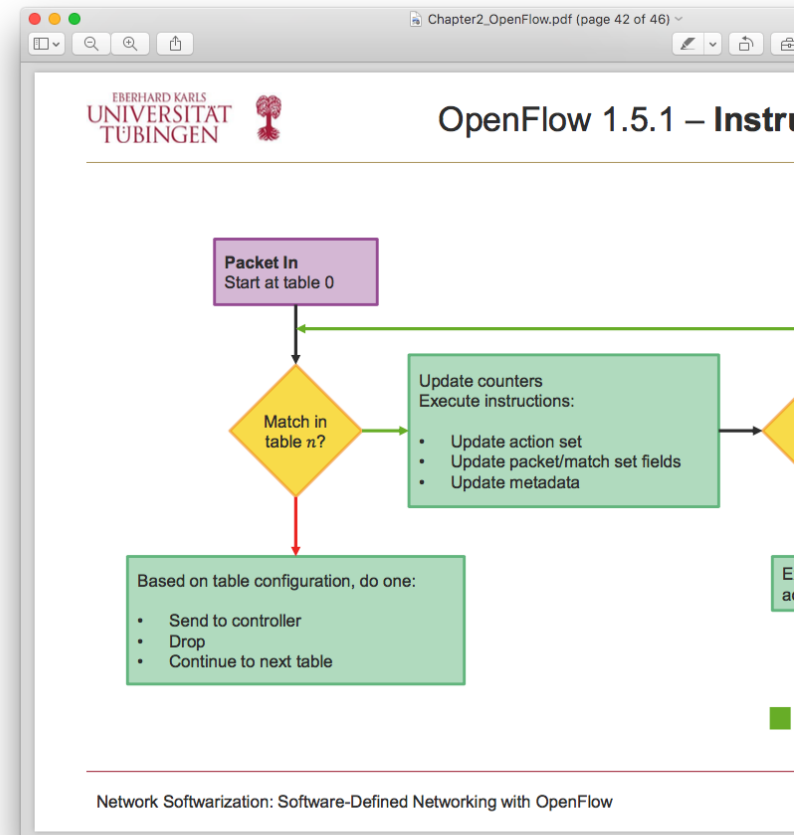 Chapter2_OpenFlow.pdf (page 42 of 46)
EBERHARD KARLS
UNIVERSITÄT
TÜBINGEN
OpenFlow 1.5.1 –
Packet In
Start at table 0
Match in
table n?
Update counters
Execute instructions:
• Update action set
• Update packet/match set fields
• Update metadata
Based on table configuration, do one:
• Send to controller
• Drop
• Continue to next table
Network Softwarization: Software-Defined Networking with OpenFlow